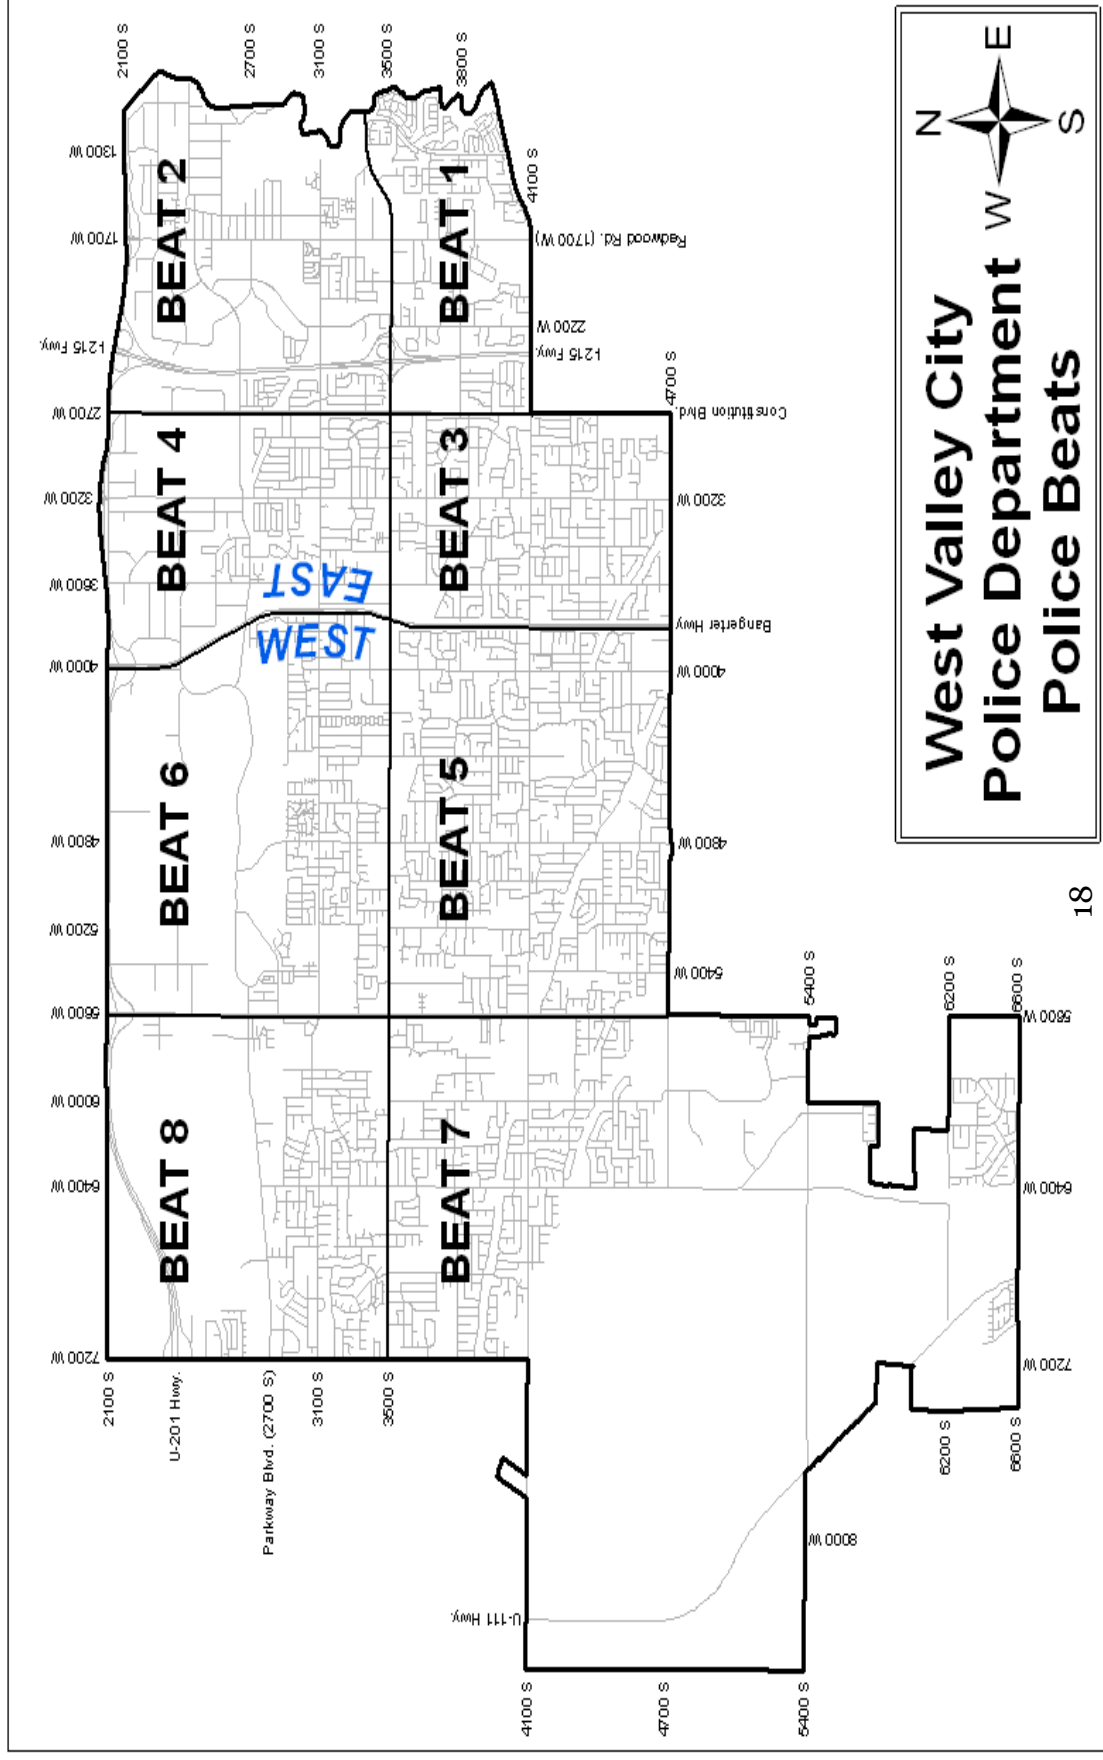 2100 S
2700 S
3100 S
3500 S
3800 S
4100 S
4700 S
1300 W
1700 W
I-215 Fwy.
2700 W
3200 W
3600 W
4000 W
4800 W
5200 W
5600 W
6000 W
6400 W
7200 W
BEAT 2
BEAT 1
BEAT 4
BEAT 3
BEAT 6
BEAT 5
BEAT 8
BEAT 7
EAST
WEST
Redwood Rd. (1700 W)
2200 W
I-215 Fwy.
Constitution Blvd.
3200 W
Bangerter Hwy
4000 W
4800 W
5400 W
5400 S
6200 S
6600 S
5600 W
6400 W
7200 W
2100 S
U-201 Hwy.
Parkway Blvd. (2700 S)
3100 S
3500 S
U-111 Hwy.
8000 W
4100 S
4700 S
5400 S
6200 S
6600 S
West Valley City
Police Department
Police Beats
N
E
S
W
18